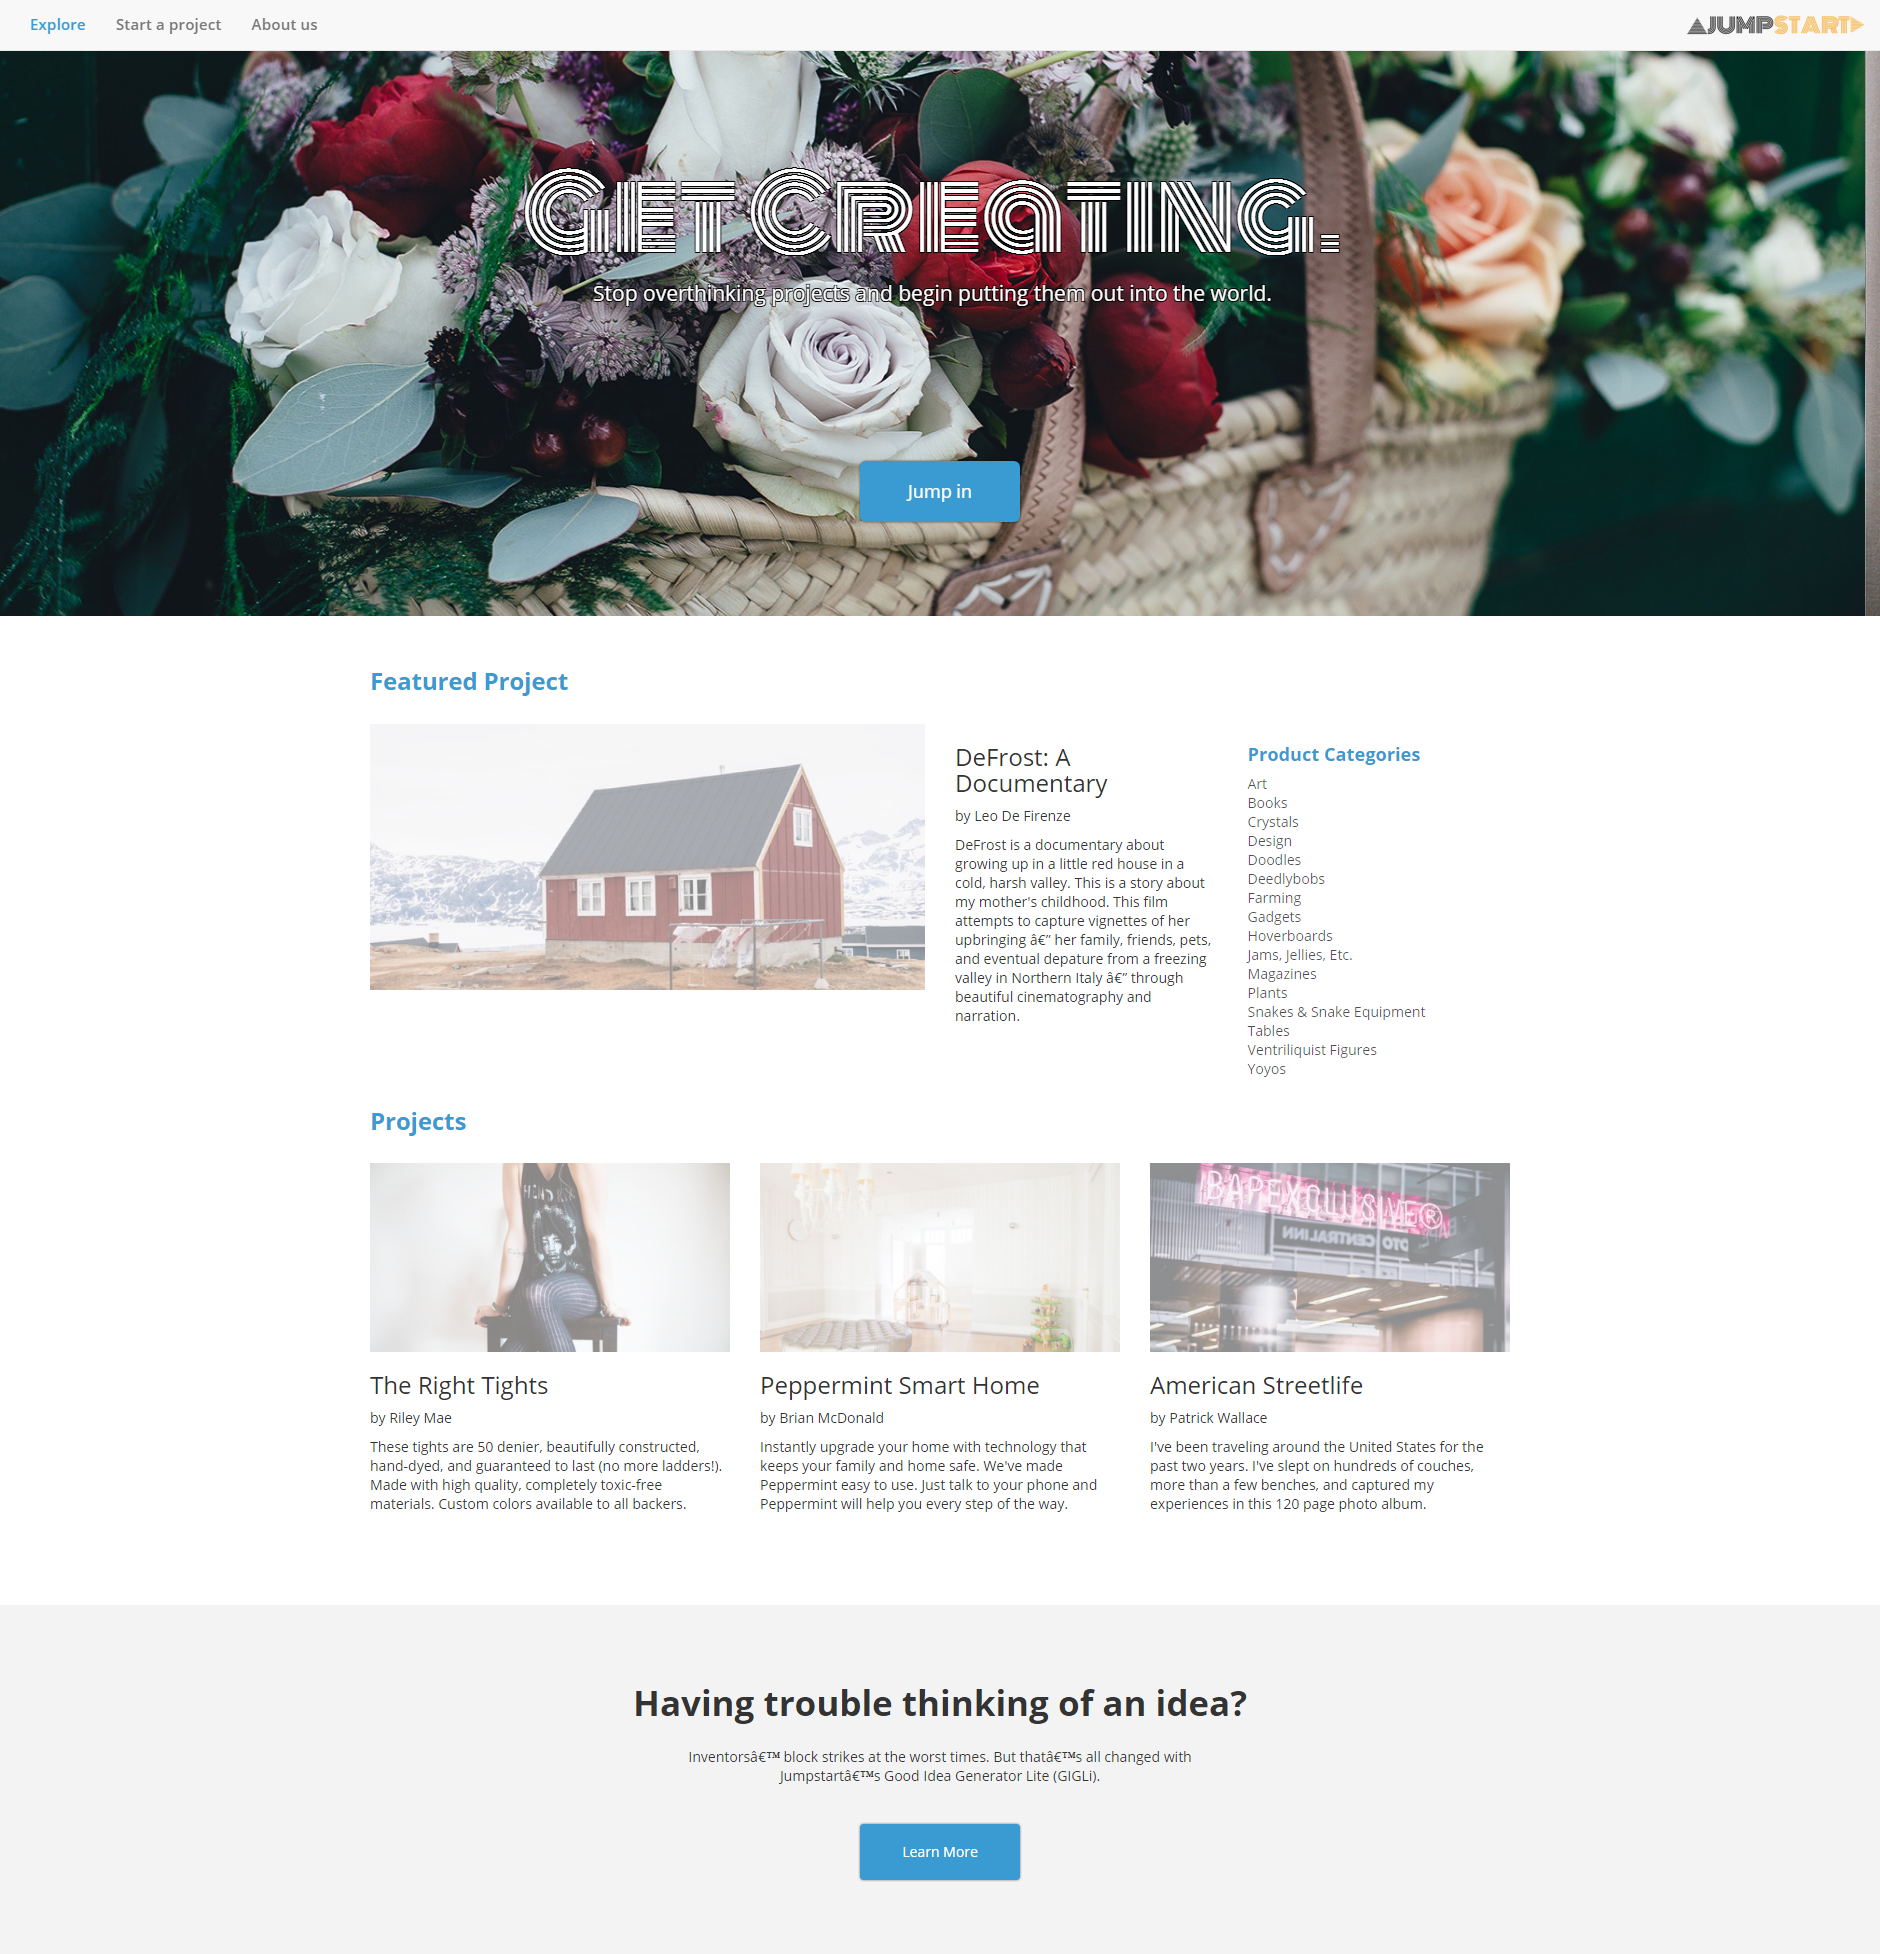 Explore
Start a project
About us
JUMPSTART
GET CREATING.
Stop overthinking projects and begin putting them out into the world.
Jump in
Featured Project
DeFrost: A
Documentary
by Leo De Firenze
DeFrost is a documentary about
growing up in a little red house in a
cold, harsh valley. This is a story about
my mother's childhood. This film
attempts to capture vignettes of her
upbringing â€” her family, friends, pets,
and eventual depature from a freezing
valley in Northern Italy â€” through
beautiful cinematography and
narration.
Product Categories
Art
Books
Crystals
Design
Doodles
Deedlybobs
Farming
Gadgets
Hoverboards
Jams, Jellies, Etc.
Magazines
Plants
Snakes & Snake Equipment
Tables
Ventriliquist Figures
Yoyos
Projects
BAPEXCLUSIVE®
The Right Tights
by Riley Mae
These tights are 50 denier, beautifully constructed,
hand-dyed, and guaranteed to last (no more ladders!).
Made with high quality, completely toxic-free
materials. Custom colors available to all backers.
Peppermint Smart Home
by Brian McDonald
Instantly upgrade your home with technology that
keeps your family and home safe. We've made
Peppermint easy to use. Just talk to your phone and
Peppermint will help you every step of the way.
American Streetlife
by Patrick Wallace
I've been traveling around the United States for the
past two years. I've slept on hundreds of couches,
more than a few benches, and captured my
experiences in this 120 page photo album.
Having trouble thinking of an idea?
Inventorsâ€™ block strikes at the worst times. But thatâ€™s all changed with
Jumpstartâ€™s Good Idea Generator Lite (GIGLi).
Learn More